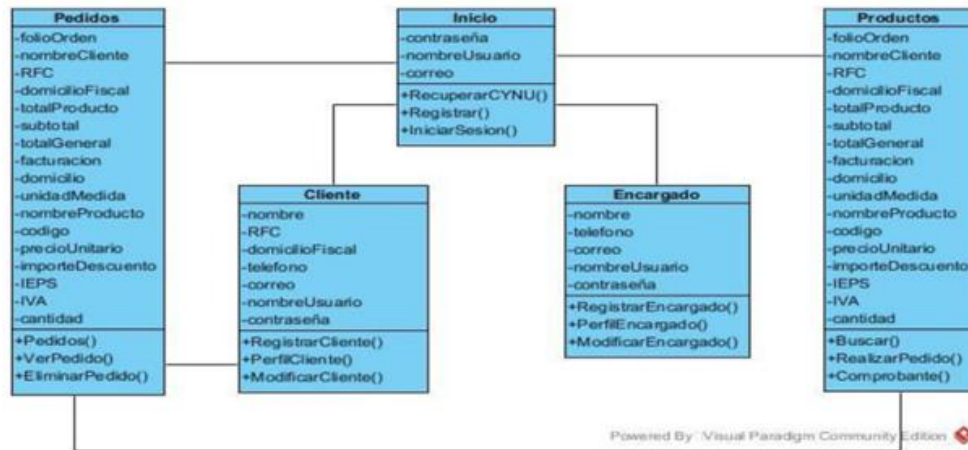 Pedidos
-folioOrden
-nombreCliente
-RFC
-domicilioFiscal
-totalProducto
-subtotal
-totalGeneral
-facturacion
-domicilio
-unidadMedida
-nombreProducto
-codigo
-precioUnitario
-importeDescuento
-IEPS
-IVA
-cantidad
+Pedidos()
+VerPedido()
+EliminarPedido()
Inicio
-contraseña
-nombreUsuario
-correo
+RecuperarCYNU()
+Registrar()
+IniciarSesion()
Cliente
-nombre
-RFC
-domicilioFiscal
-telefono
-correo
-nombreUsuario
-contraseña
+RegistrarCliente()
+PerfilCliente()
+ModificarCliente()
Encargado
-nombre
-telefono
-correo
-nombreUsuario
-contraseña
+RegistrarEncargado()
+PerfilEncargado()
+ModificarEncargado()
Productos
-folioOrden
-nombreCliente
-RFC
-domicilioFiscal
-totalProducto
-subtotal
-totalGeneral
-facturacion
-domicilio
-unidadMedida
-nombreProducto
-codigo
-precioUnitario
-importeDescuento
-IEPS
-IVA
-cantidad
+Buscar()
+RealizarPedido()
+Comprobante()
Powered By Visual Paradigm Community Edition